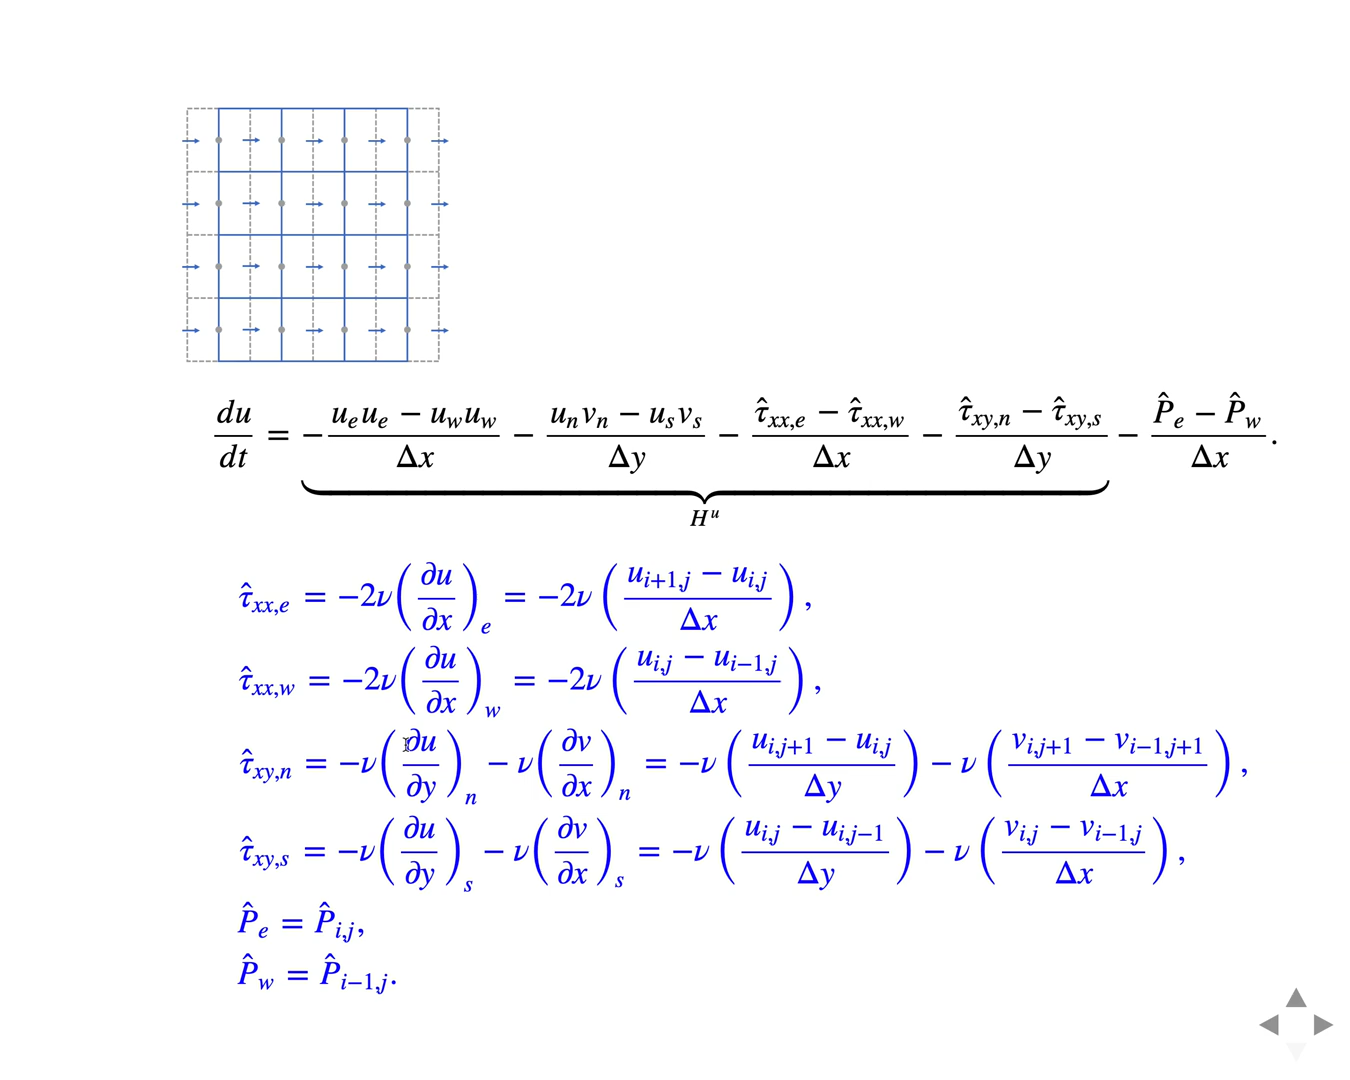 du/dt = − (u_e u_e − u_w u_w)/Δx − (u_n v_n − u_s v_s)/Δy − (τ̂_{xx,e} − τ̂_{xx,w})/Δx − (τ̂_{xy,n} − τ̂_{xy,s})/Δy − (P̂_e − P̂_w)/Δx .
H^u
τ̂_{xx,e} = −2ν(∂u/∂x)_e = −2ν((u_{i+1,j} − u_{i,j})/Δx) ,
τ̂_{xx,w} = −2ν(∂u/∂x)_w = −2ν((u_{i,j} − u_{i−1,j})/Δx) ,
τ̂_{xy,n} = −ν(∂u/∂y)_n − ν(∂v/∂x)_n = −ν((u_{i,j+1} − u_{i,j})/Δy) − ν((v_{i,j+1} − v_{i−1,j+1})/Δx) ,
τ̂_{xy,s} = −ν(∂u/∂y)_s − ν(∂v/∂x)_s = −ν((u_{i,j} − u_{i,j−1})/Δy) − ν((v_{i,j} − v_{i−1,j})/Δx) ,
P̂_e = P̂_{i,j},
P̂_w = P̂_{i−1,j}.